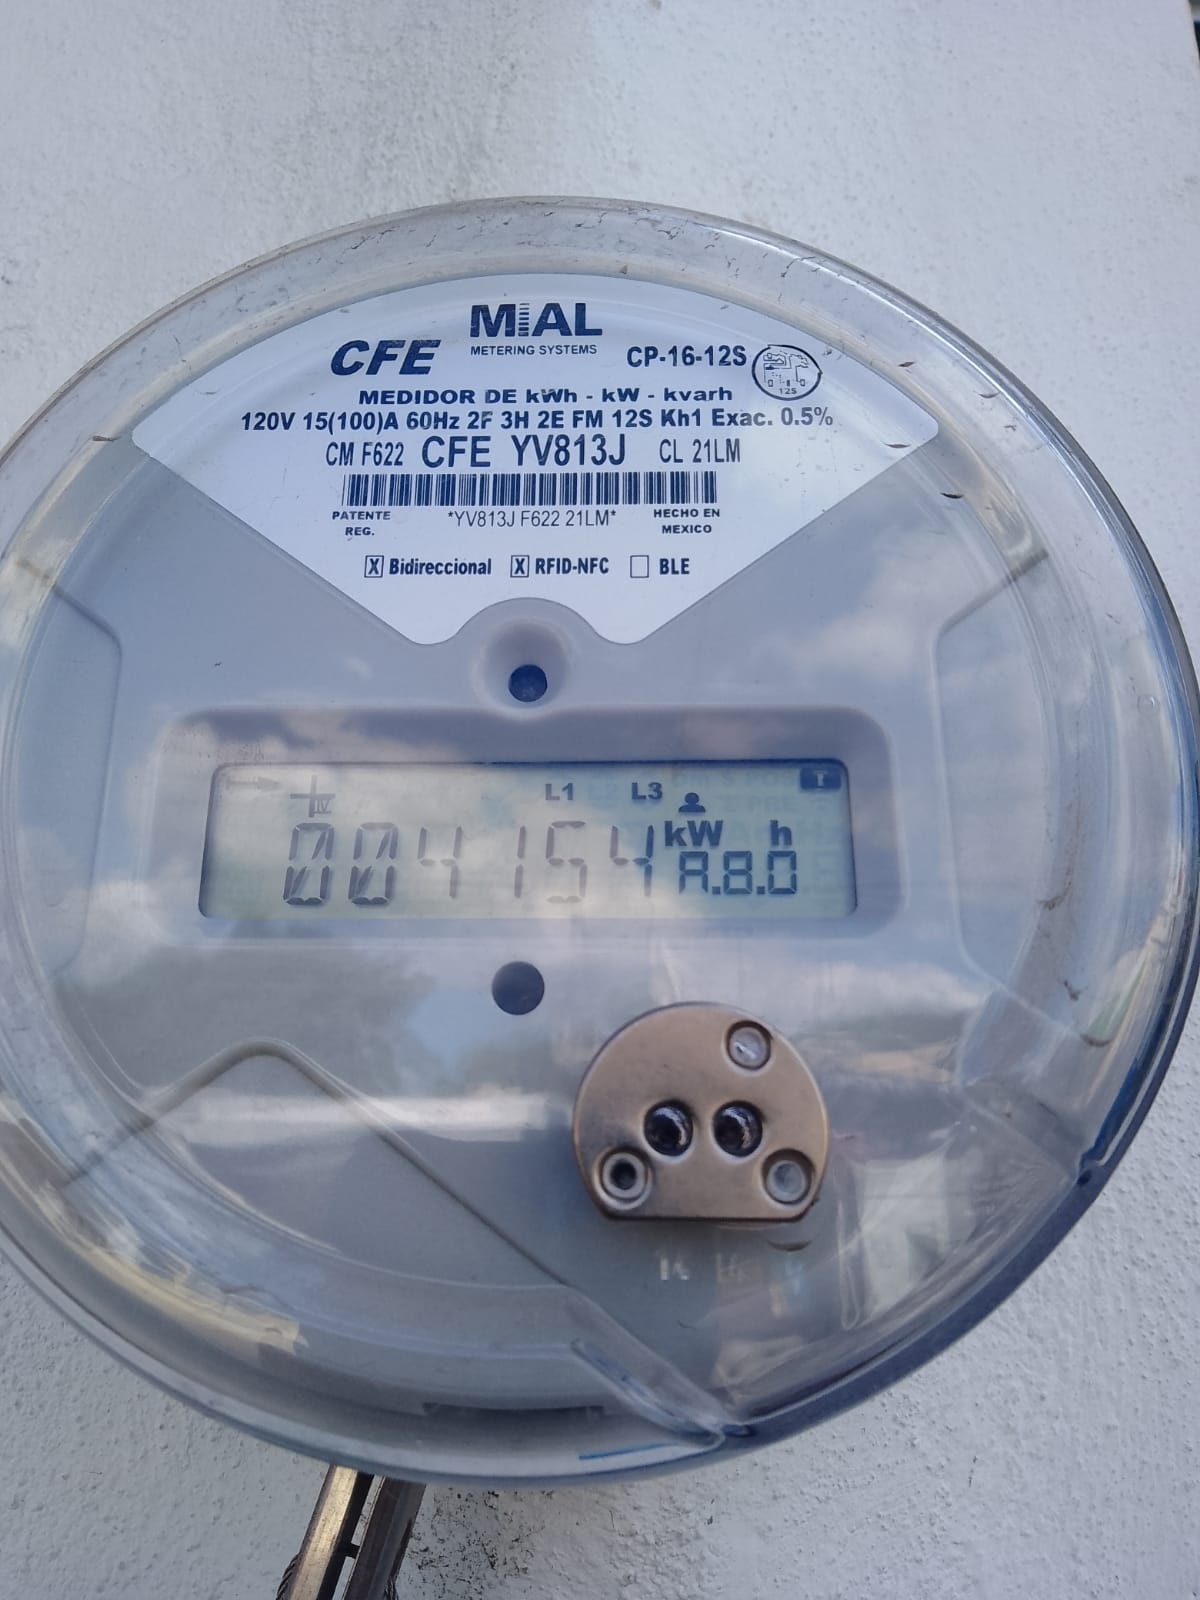 MIAL
METERING SYSTEMS
CFE
CP-16-12S
12S
MEDIDOR DE kWh - kW - kvarh
120V 15(100)A 60Hz 2F 3H 2E FM 12S Kh1 Exac. 0.5%
CM F622 CFE YV813J CL 21LM
*YV813J F622 21LM*
PATENTE REG.
HECHO EN MEXICO
X Bidireccional X RFID-NFC BLE
L1 L3 T
IV
004154 kW h
A.8.0